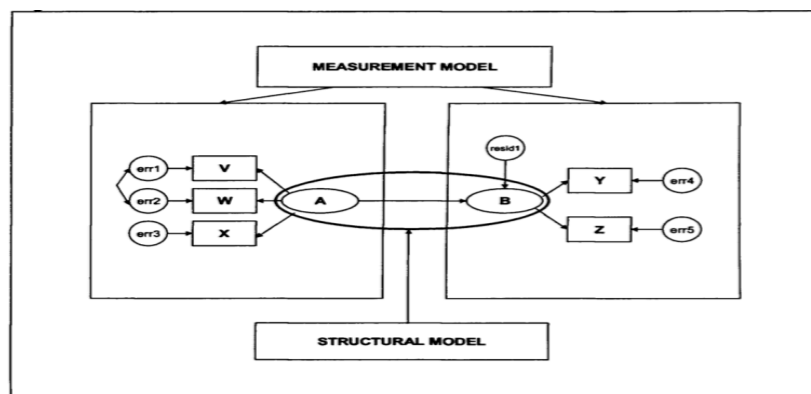 MEASUREMENT MODEL
resid1
err1
V
err2
W
A
err3
X
B
Y
err4
Z
err5
STRUCTURAL MODEL